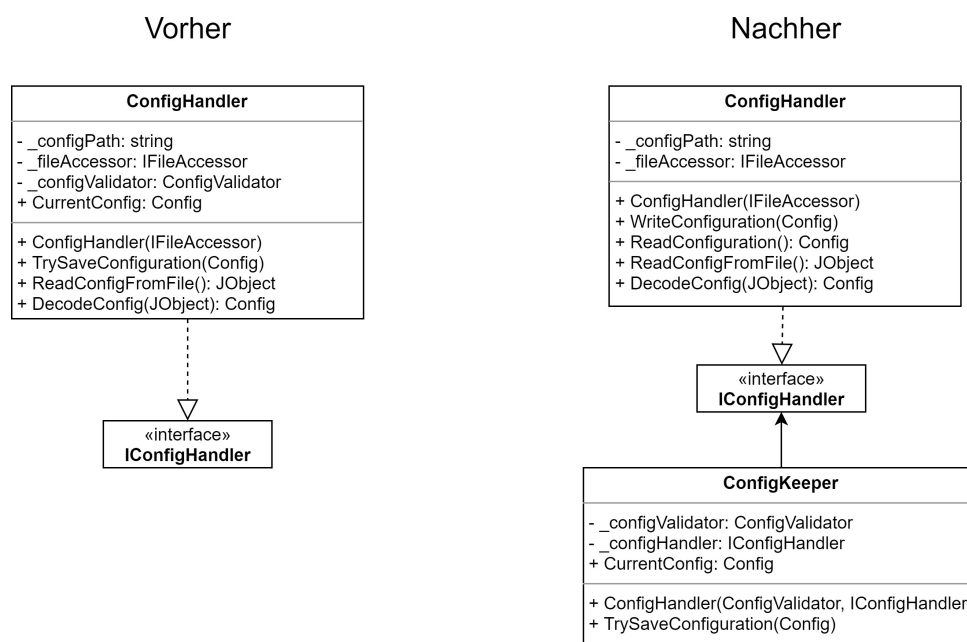 Vorher
ConfigHandler
- _configPath: string
- _fileAccessor: IFileAccessor
- _configValidator: ConfigValidator
+ CurrentConfig: Config
+ ConfigHandler(IFileAccessor)
+ TrySaveConfiguration(Config)
+ ReadConfigFromFile(): JObject
+ DecodeConfig(JObject): Config
«interface»
IConfigHandler
Nachher
ConfigHandler
- _configPath: string
- _fileAccessor: IFileAccessor
+ ConfigHandler(IFileAccessor)
+ WriteConfiguration(Config)
+ ReadConfiguration(): Config
+ ReadConfigFromFile(): JObject
+ DecodeConfig(JObject): Config
«interface»
IConfigHandler
ConfigKeeper
- _configValidator: ConfigValidator
- _configHandler: IConfigHandler
+ CurrentConfig: Config
+ ConfigHandler(ConfigValidator, IConfigHandler
+ TrySaveConfiguration(Config)